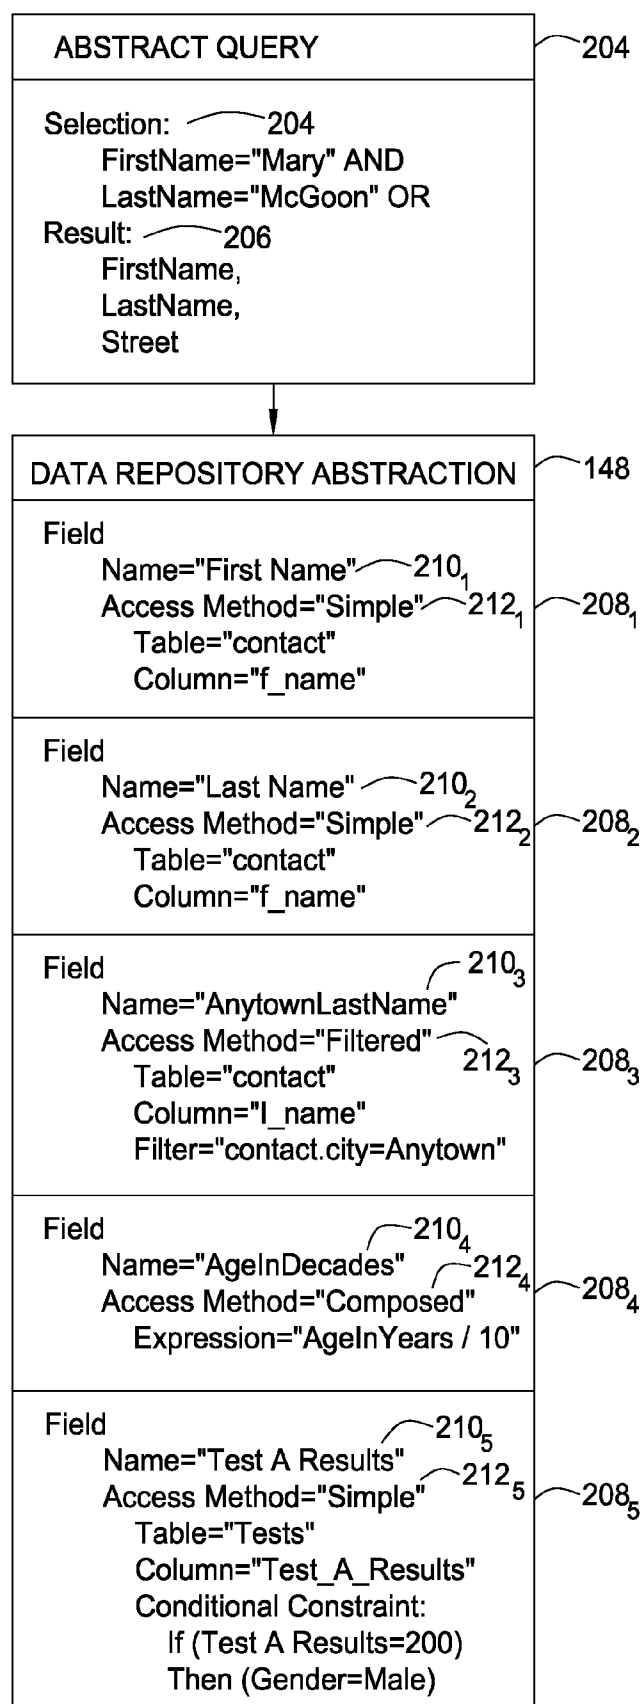 ABSTRACT QUERY 204
Selection: 204
FirstName="Mary" AND
LastName="McGoon" OR
Result: 206
FirstName,
LastName,
Street
DATA REPOSITORY ABSTRACTION 148
Field
Name="First Name" 210₁
Access Method="Simple" 212₁ 208₁
Table="contact"
Column="f_name"
Field
Name="Last Name" 210₂
Access Method="Simple" 212₂ 208₂
Table="contact"
Column="f_name"
Field 210₃
Name="AnytownLastName"
Access Method="Filtered" 212₃ 208₃
Table="contact"
Column="l_name"
Filter="contact.city=Anytown"
Field 210₄
Name="AgeInDecades" 212₄
Access Method="Composed" 208₄
Expression="AgeInYears / 10"
Field 210₅
Name="Test A Results" 212₅
Access Method="Simple" 208₅
Table="Tests"
Column="Test_A_Results"
Conditional Constraint:
If (Test A Results=200)
Then (Gender=Male)